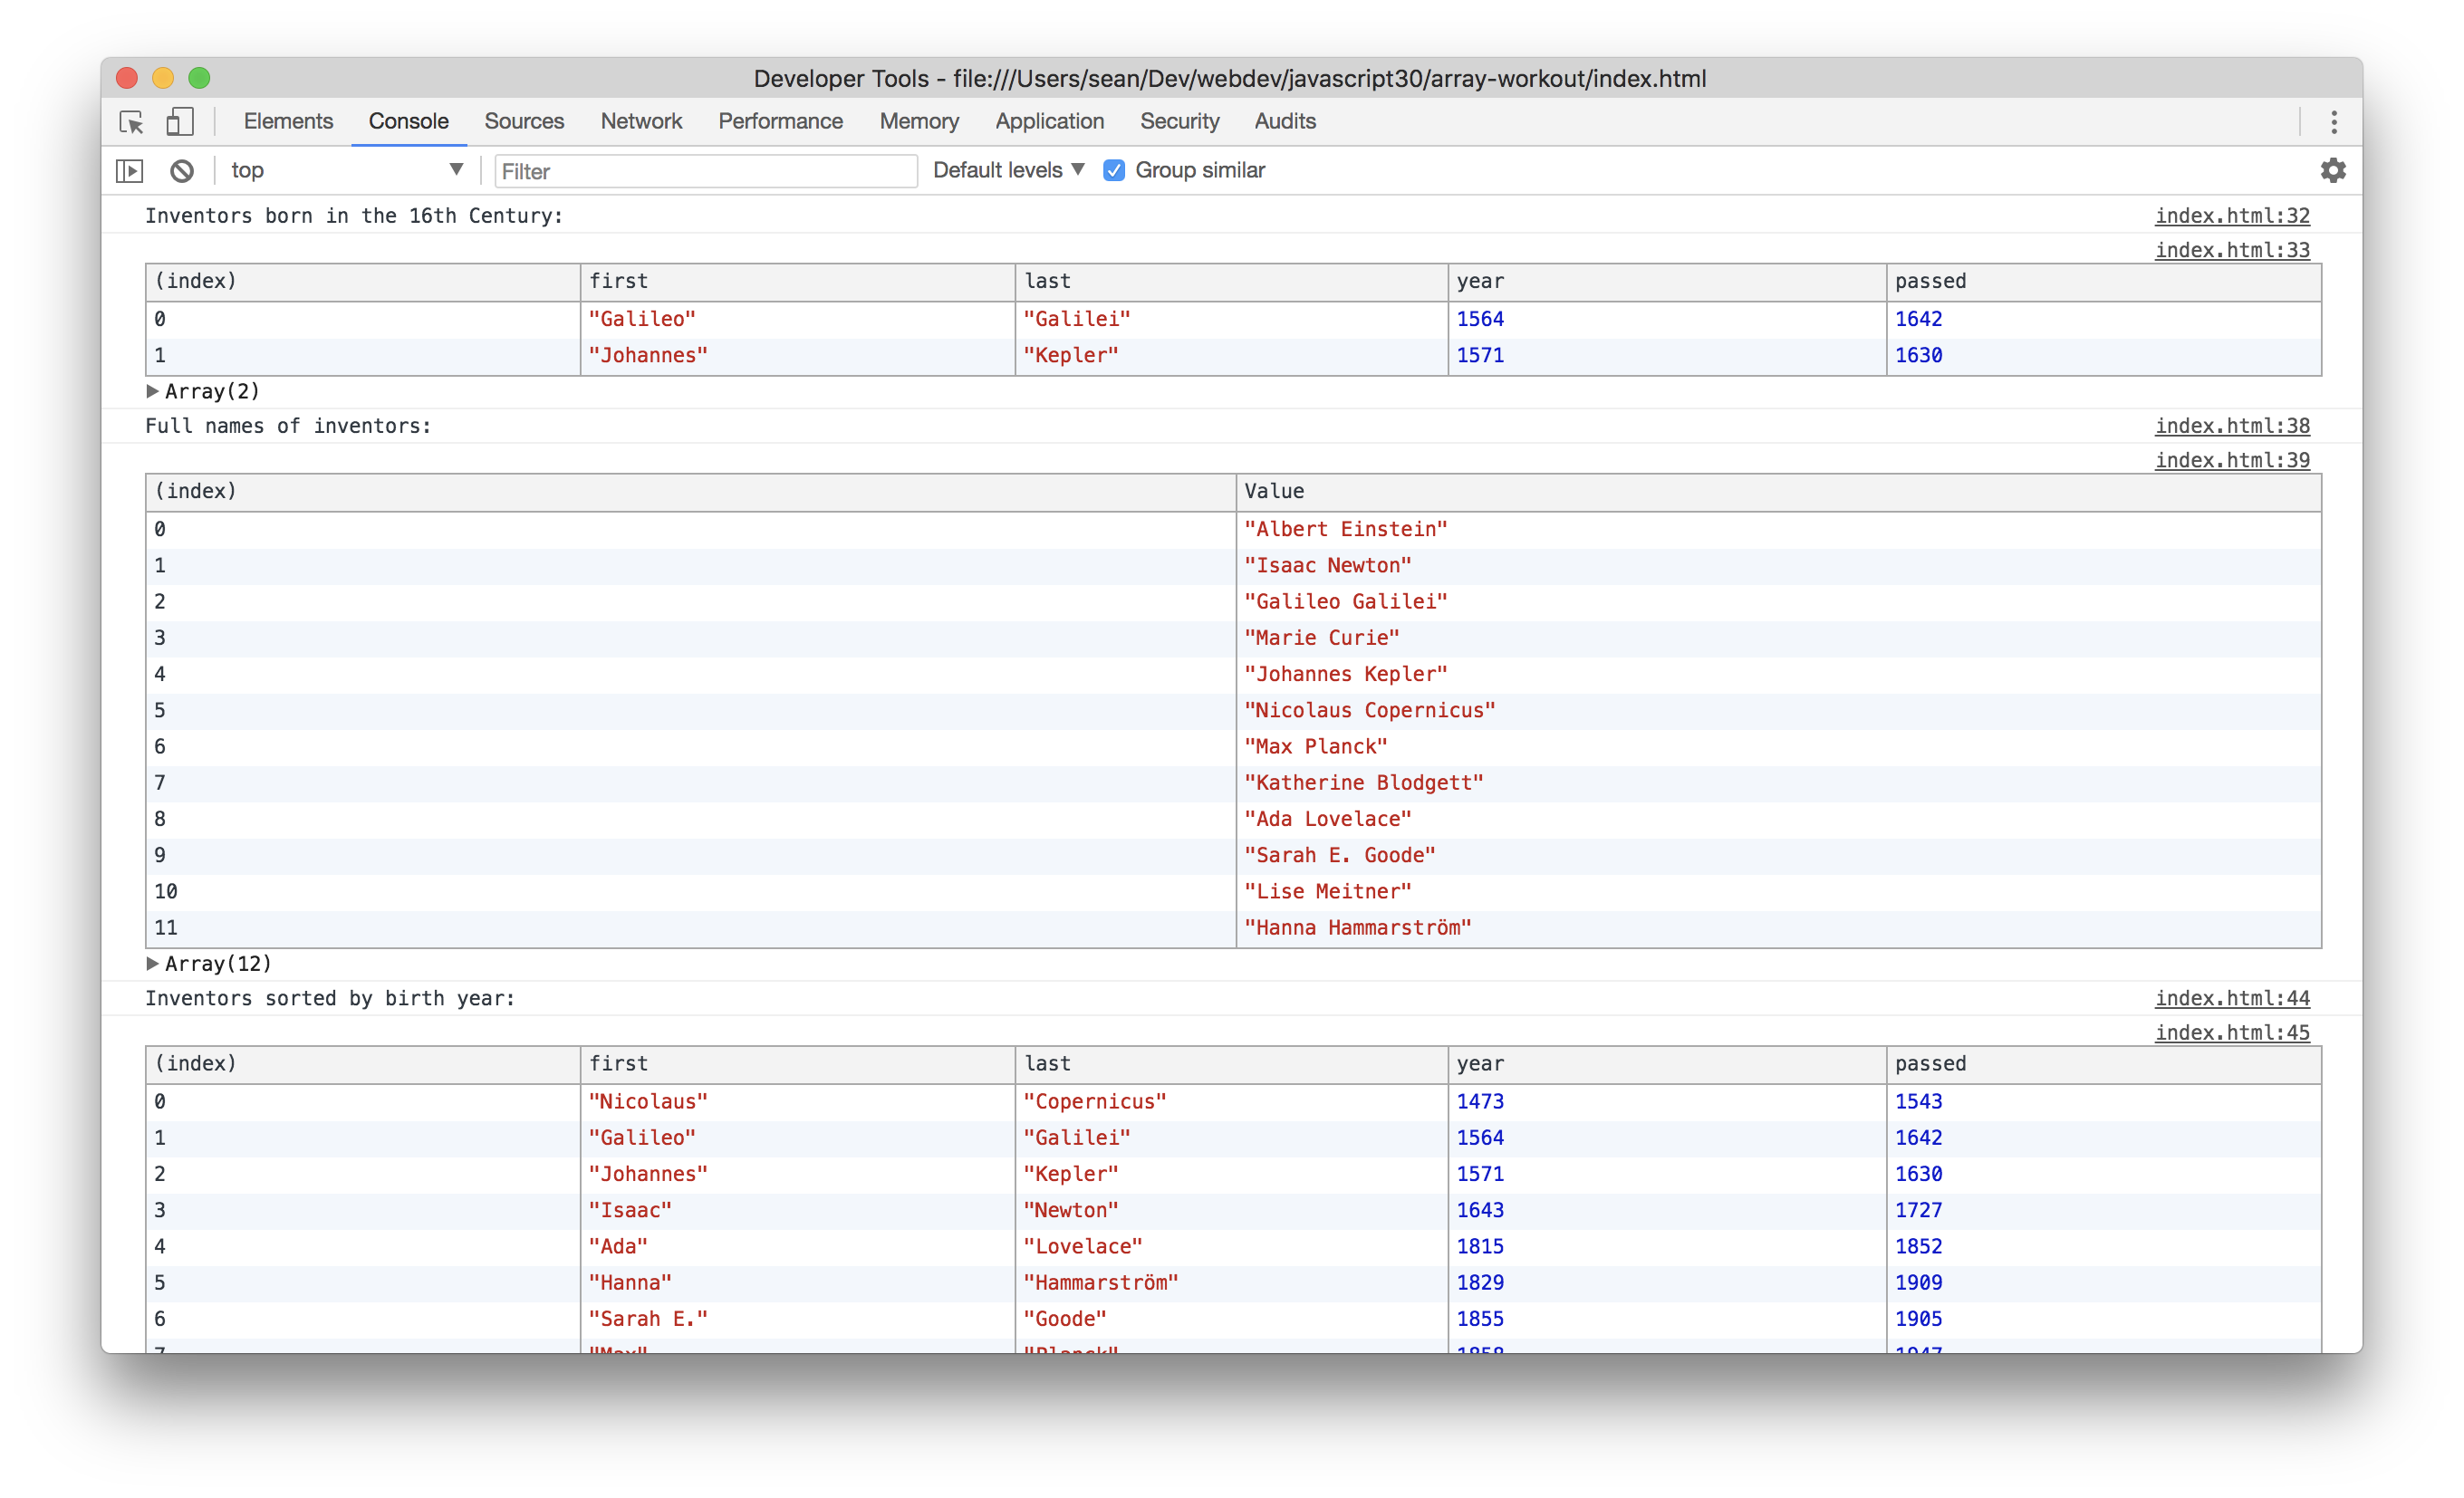 Developer Tools - file:///Users/sean/Dev/webdev/javascript30/array-workout/index.html
Elements Console Sources Network Performance Memory Application Security Audits
top Filter Default levels Group similar
Inventors born in the 16th Century: index.html:32
index.html:33
(index) first last year passed
0 "Galileo" "Galilei" 1564 1642
1 "Johannes" "Kepler" 1571 1630
Array(2)
Full names of inventors: index.html:38
index.html:39
(index) Value
0 "Albert Einstein"
1 "Isaac Newton"
2 "Galileo Galilei"
3 "Marie Curie"
4 "Johannes Kepler"
5 "Nicolaus Copernicus"
6 "Max Planck"
7 "Katherine Blodgett"
8 "Ada Lovelace"
9 "Sarah E. Goode"
10 "Lise Meitner"
11 "Hanna Hammarström"
Array(12)
Inventors sorted by birth year: index.html:44
index.html:45
(index) first last year passed
0 "Nicolaus" "Copernicus" 1473 1543
1 "Galileo" "Galilei" 1564 1642
2 "Johannes" "Kepler" 1571 1630
3 "Isaac" "Newton" 1643 1727
4 "Ada" "Lovelace" 1815 1852
5 "Hanna" "Hammarström" 1829 1909
6 "Sarah E." "Goode" 1855 1905
7 "Max" "Planck" 1858 1947